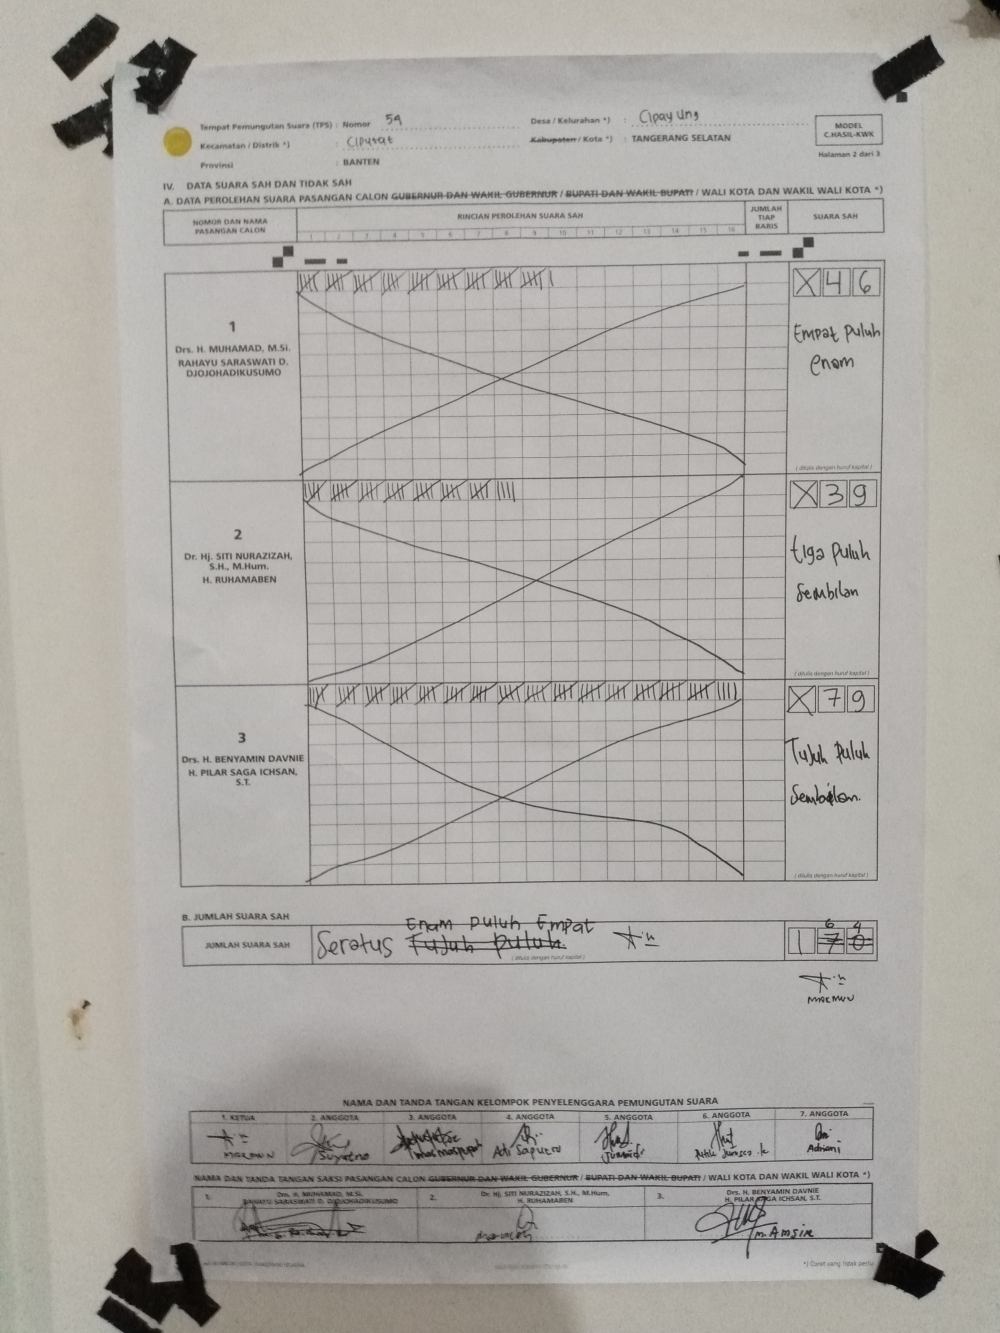 Tempat Pemungutan Suara (TPS) : Nomor 54
Kecamatan / Distrik *) : Ciputat
Provinsi : BANTEN
Desa / Kelurahan *) : Cipayung
Kabupaten / Kota *) : TANGERANG SELATAN
MODEL
C.HASIL-KWK
Halaman 2 dari 3
IV. DATA SUARA SAH DAN TIDAK SAH
A. DATA PEROLEHAN SUARA PASANGAN CALON GUBERNUR DAN WAKIL GUBERNUR / BUPATI DAN WAKIL BUPATI / WALI KOTA DAN WAKIL WALI KOTA *)
NOMOR DAN NAMA
PASANGAN CALON
RINCIAN PEROLEHAN SUARA SAH
1 2 3 4 5 6 7 8 9 10 11 12 13 14 15 16
JUMLAH
TIAP
BARIS
SUARA SAH
1
Drs. H. MUHAMAD, M.Si.
RAHAYU SARASWATI D.
DJOJOHADIKUSUMO
X 4 6
Empat puluh
enam
( ditulis dengan huruf kapital )
2
Dr. Hj. SITI NURAZIZAH,
S.H., M.Hum.
H. RUHAMABEN
X 3 9
tiga puluh
sembilan
( ditulis dengan huruf kapital )
3
Drs. H. BENYAMIN DAVNIE
H. PILAR SAGA ICHSAN,
S.T.
X 7 9
Tujuh puluh
sembilan.
( ditulis dengan huruf kapital )
B. JUMLAH SUARA SAH
Enam puluh Empat
JUMLAH SUARA SAH
Seratus Tujuh puluh
( ditulis dengan huruf kapital )
6 4
1 7 0
MAKMUN
NAMA DAN TANDA TANGAN KELOMPOK PENYELENGGARA PEMUNGUTAN SUARA
1. KETUA 2. ANGGOTA 3. ANGGOTA 4. ANGGOTA 5. ANGGOTA 6. ANGGOTA 7. ANGGOTA
MAKMUN Suyatno Adi Saputro Jumadi Adriani
NAMA DAN TANDA TANGAN SAKSI PASANGAN CALON GUBERNUR DAN WAKIL GUBERNUR / BUPATI DAN WAKIL BUPATI / WALI KOTA DAN WAKIL WALI KOTA *)
1. Drs. H. MUHAMAD, M.Si.
RAHAYU SARASWATI D. DJOJOHADIKUSUMO
2. Dr. Hj. SITI NURAZIZAH, S.H., M.Hum.
H. RUHAMABEN
3. Drs. H. BENYAMIN DAVNIE
H. PILAR SAGA ICHSAN, S.T.
*) Coret yang tidak perlu